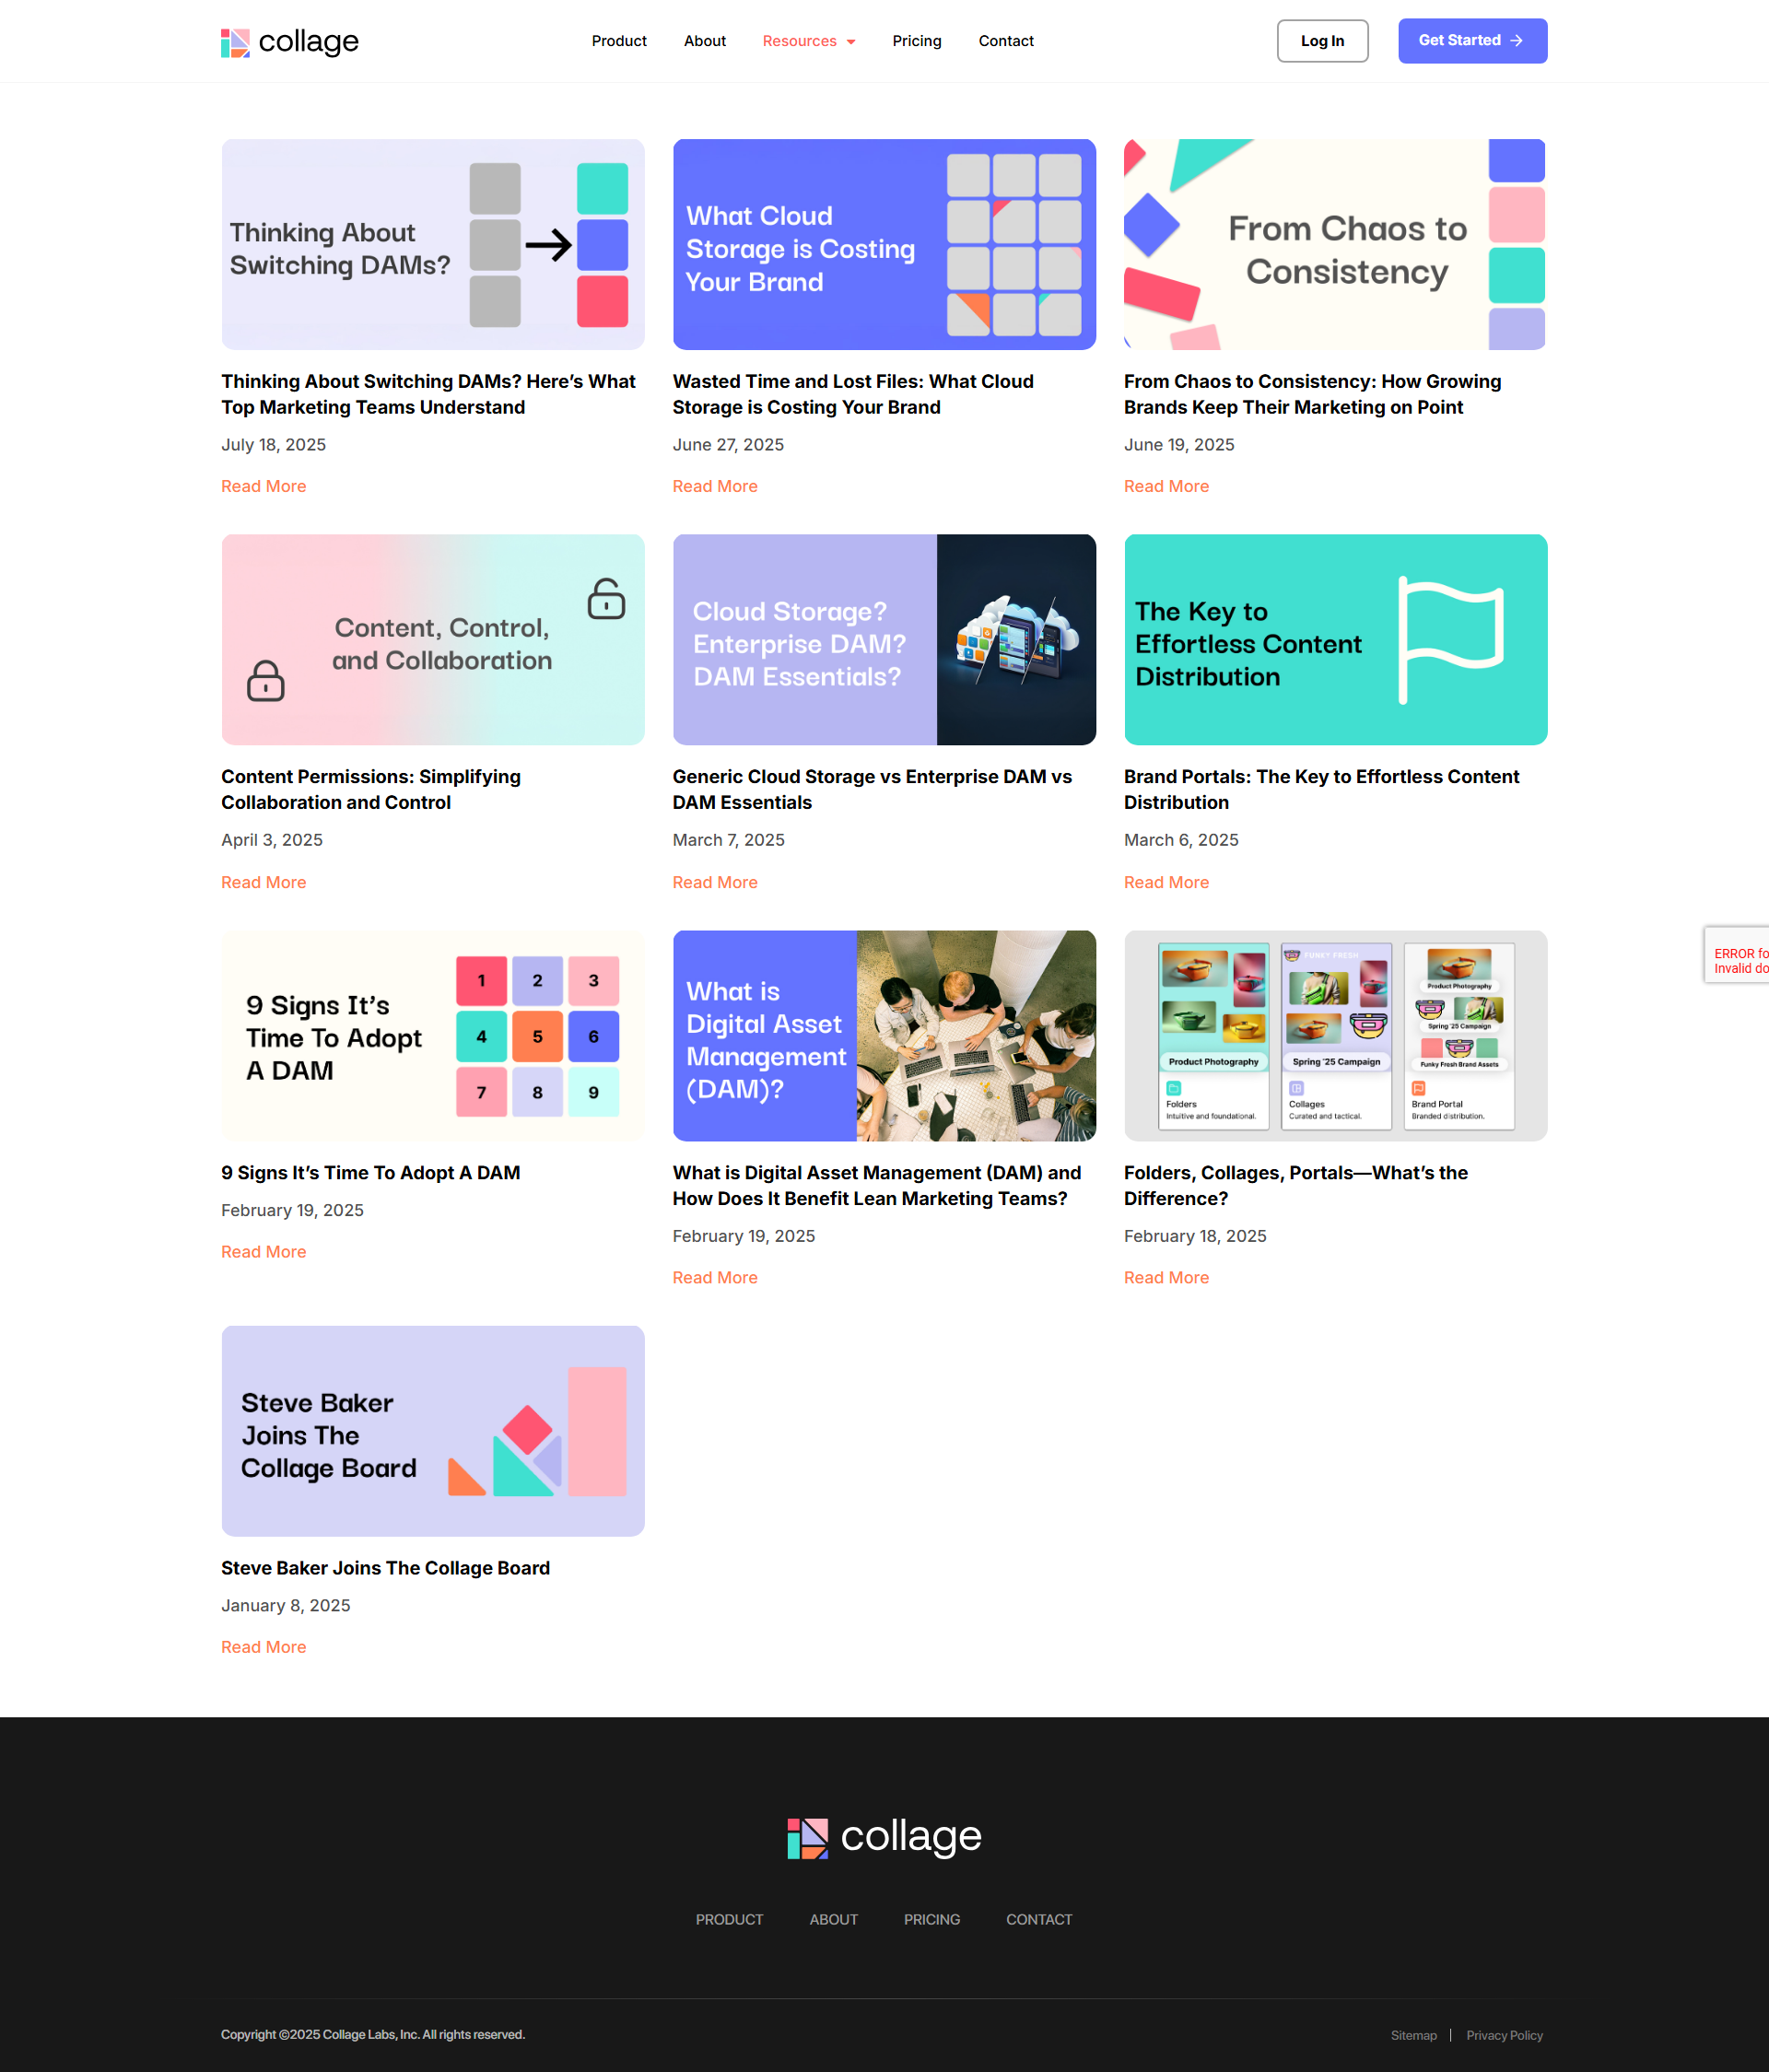 collage
Product
About
Resources
Pricing
Contact
Log In
Get Started
Thinking About
Switching DAMs?
What Cloud
Storage is Costing
Your Brand
From Chaos to
Consistency
Thinking About Switching DAMs? Here’s What
Top Marketing Teams Understand
July 18, 2025
Read More
Wasted Time and Lost Files: What Cloud
Storage is Costing Your Brand
June 27, 2025
Read More
From Chaos to Consistency: How Growing
Brands Keep Their Marketing on Point
June 19, 2025
Read More
Content, Control,
and Collaboration
Cloud Storage?
Enterprise DAM?
DAM Essentials?
The Key to
Effortless Content
Distribution
Content Permissions: Simplifying
Collaboration and Control
April 3, 2025
Read More
Generic Cloud Storage vs Enterprise DAM vs
DAM Essentials
March 7, 2025
Read More
Brand Portals: The Key to Effortless Content
Distribution
March 6, 2025
Read More
ERROR fo
Invalid do
9 Signs It’s
Time To Adopt
A DAM
1 2 3
4 5 6
7 8 9
What is
Digital Asset
Management
(DAM)?
Product Photography
Folders
Intuitive and foundational.
FUNKY FRESH
Spring ’25 Campaign
Collages
Curated and tactical.
Product Photography
Spring ’25 Campaign
Funky Fresh Brand Assets
Brand Portal
Branded distribution.
9 Signs It’s Time To Adopt A DAM
February 19, 2025
Read More
What is Digital Asset Management (DAM) and
How Does It Benefit Lean Marketing Teams?
February 19, 2025
Read More
Folders, Collages, Portals—What’s the
Difference?
February 18, 2025
Read More
Steve Baker
Joins The
Collage Board
Steve Baker Joins The Collage Board
January 8, 2025
Read More
collage
PRODUCT
ABOUT
PRICING
CONTACT
Copyright ©2025 Collage Labs, Inc. All rights reserved.
Sitemap
Privacy Policy